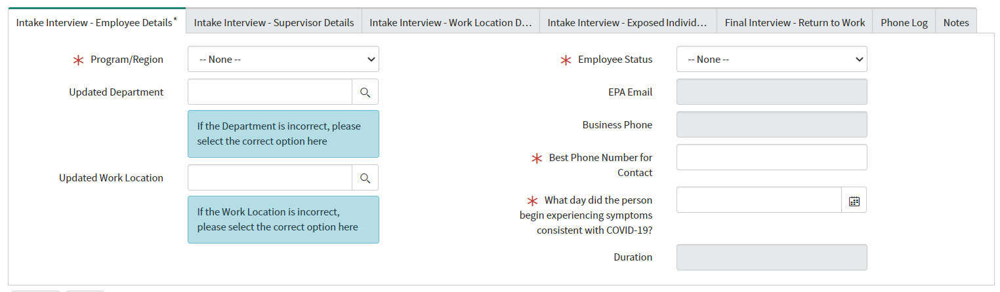 Intake Interview - Employee Details*
Intake Interview - Supervisor Details
Intake Interview - Work Location D...
Intake Interview - Exposed Individ...
Final Interview - Return to Work
Phone Log
Notes
Program/Region
-- None --
Updated Department
If the Department is incorrect, please
select the correct option here
Updated Work Location
If the Work Location is incorrect,
please select the correct option here
Employee Status
-- None --
EPA Email
Business Phone
Best Phone Number for
Contact
What day did the person
begin experiencing symptoms
consistent with COVID-19?
Duration